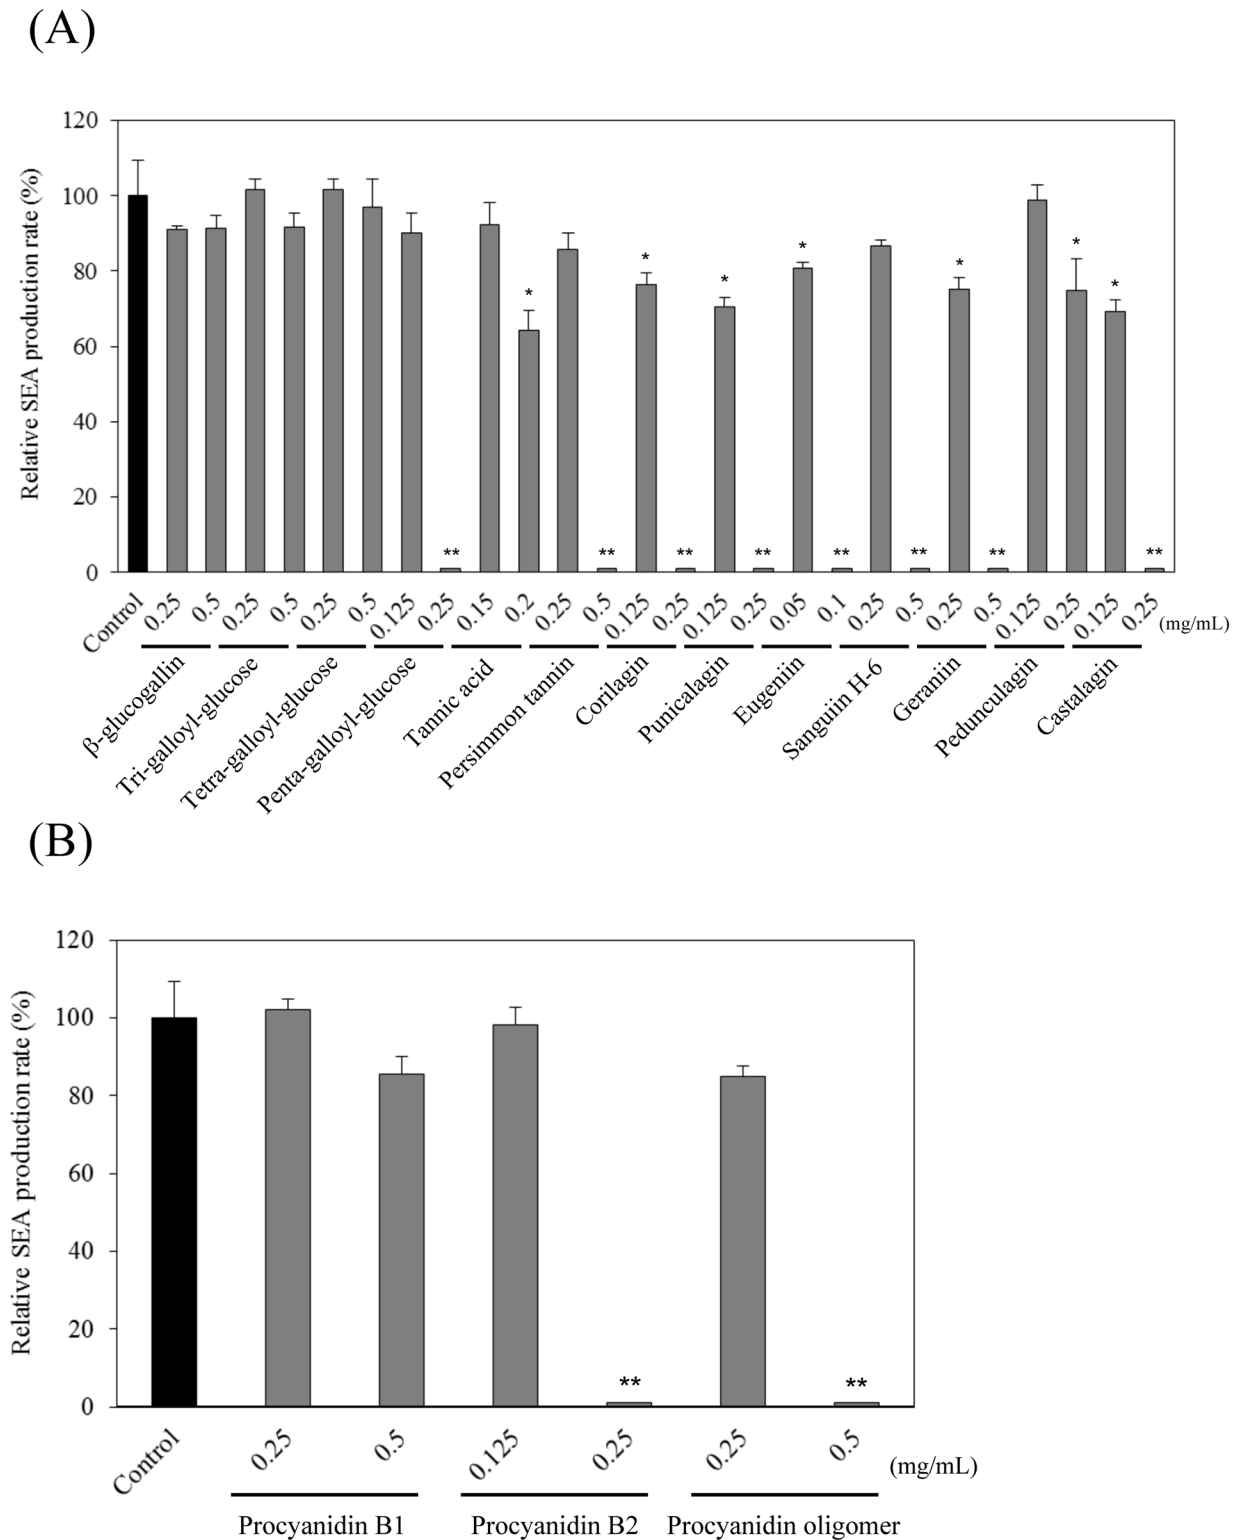 (A)
120
100
80
60
40
20
0
Relative SEA production rate (%)
* * * * * * *
** ** ** ** ** ** ** **
Control 0.25 0.5 0.25 0.5 0.25 0.5 0.125 0.25 0.15 0.2 0.25 0.5 0.125 0.25 0.125 0.25 0.05 0.1 0.25 0.5 0.25 0.5 0.125 0.25 0.125 0.25 (mg/mL)
β-glucogallin
Tri-galloyl-glucose
Tetra-galloyl-glucose
Penta-galloyl-glucose
Tannic acid
Persimmon tannin
Corilagin
Punicalagin
Eugeniin
Sanguiin H-6
Geraniin
Pedunculagin
Castalagin
(B)
120
100
80
60
40
20
0
Relative SEA production rate (%)
** **
Control 0.25 0.5 0.125 0.25 0.25 0.5 (mg/mL)
Procyanidin B1 Procyanidin B2 Procyanidin oligomer